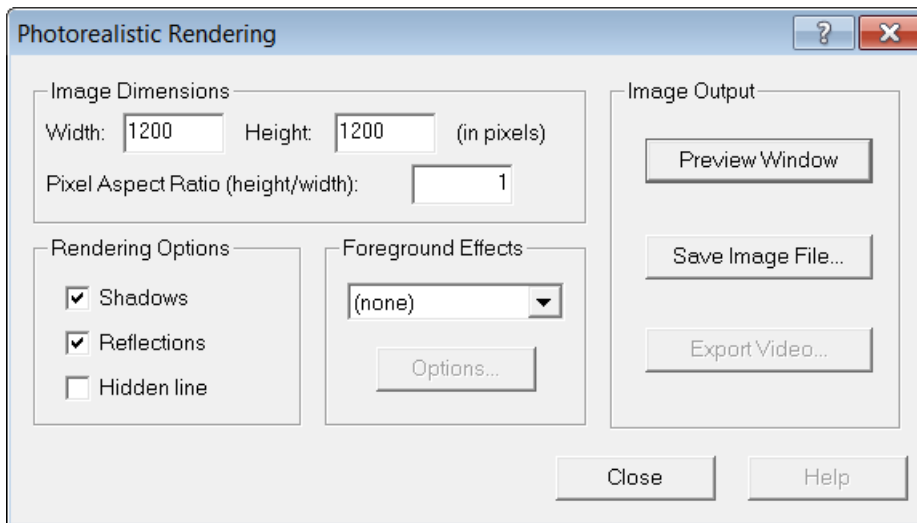 Photorealistic Rendering
?
Image Dimensions
Width: 1200 Height: 1200 (in pixels)
Pixel Aspect Ratio (height/width): 1
Rendering Options
Shadows
Reflections
Hidden line
Foreground Effects
(none)
Options...
Image Output
Preview Window
Save Image File...
Export Video...
Close Help